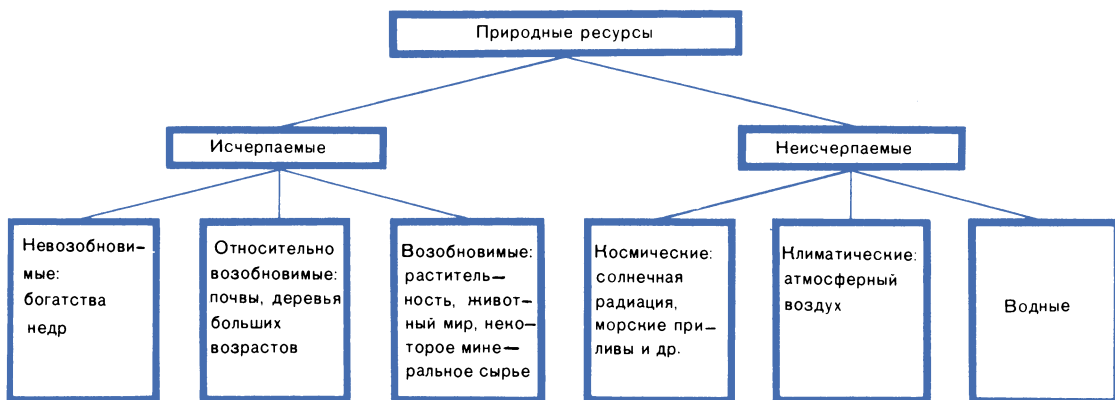 Природные ресурсы
Исчерпаемые
Неисчерпаемые
Невозобнови–
мые:
богатства
недр
Относительно
возобновимые:
почвы, деревья
больших
возрастов
Возобновимые:
раститель–
ность, живот–
ный мир, неко–
торое мине–
ральное сырье
Космические:
солнечная
радиация,
морские при–
ливы и др.
Климатические:
атмосферный
воздух
Водные